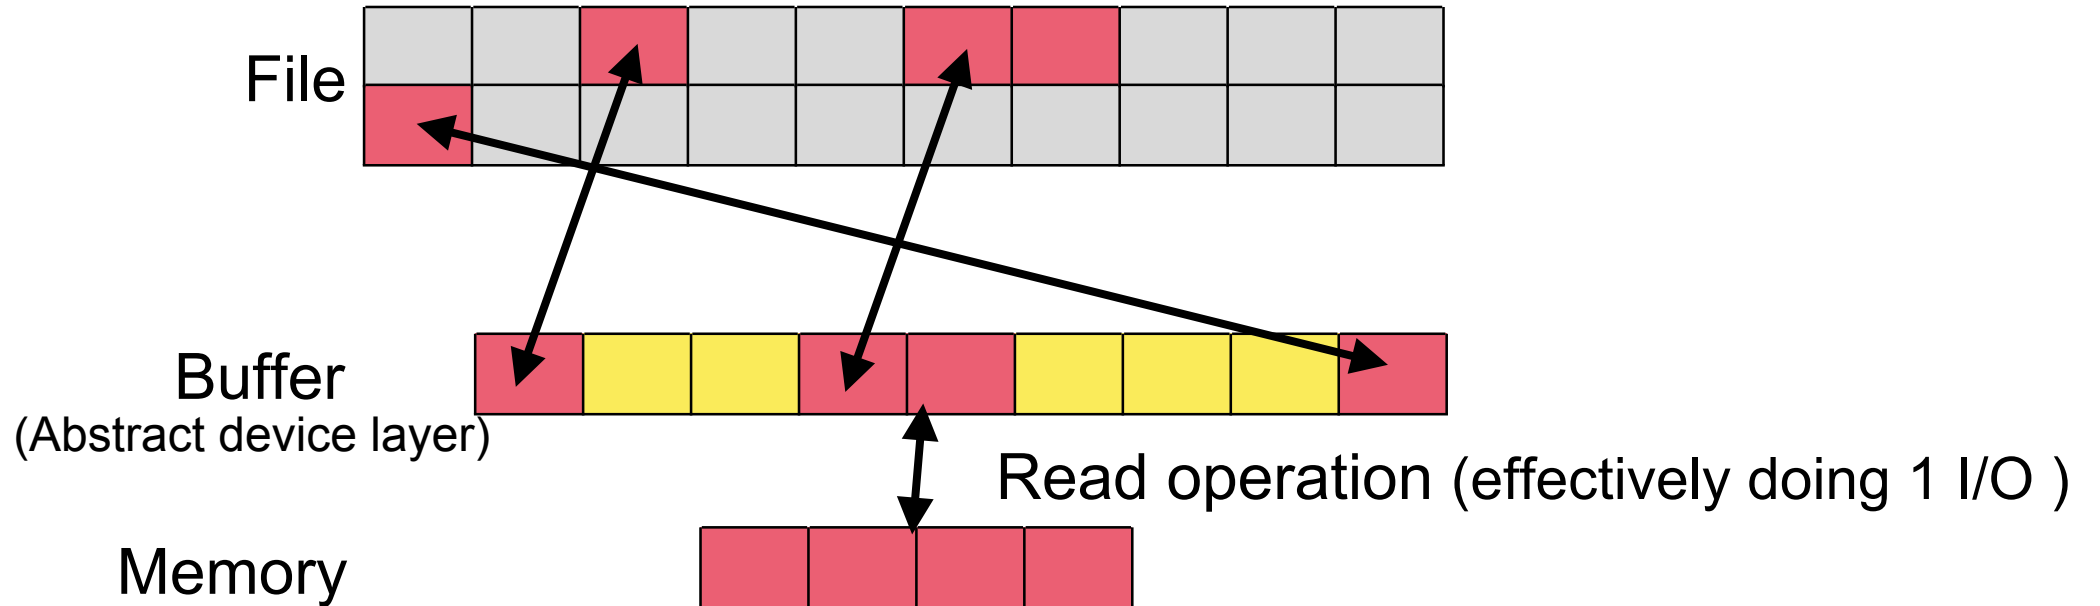 File
Buffer
(Abstract device layer)
Read operation (effectively doing 1 I/O )
Memory